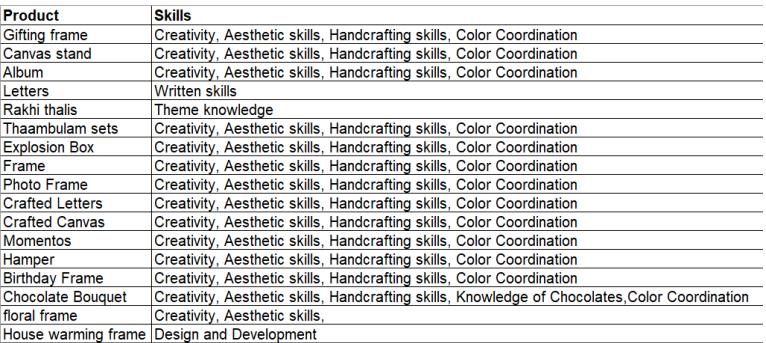 Product Skills
Gifting frame Creativity, Aesthetic skills, Handcrafting skills, Color Coordination
Canvas stand Creativity, Aesthetic skills, Handcrafting skills, Color Coordination
Album Creativity, Aesthetic skills, Handcrafting skills, Color Coordination
Letters Written skills
Rakhi thalis Theme knowledge
Thaambulam sets Creativity, Aesthetic skills, Handcrafting skills, Color Coordination
Explosion Box Creativity, Aesthetic skills, Handcrafting skills, Color Coordination
Frame Creativity, Aesthetic skills, Handcrafting skills, Color Coordination
Photo Frame Creativity, Aesthetic skills, Handcrafting skills, Color Coordination
Crafted Letters Creativity, Aesthetic skills, Handcrafting skills, Color Coordination
Crafted Canvas Creativity, Aesthetic skills, Handcrafting skills, Color Coordination
Momentos Creativity, Aesthetic skills, Handcrafting skills, Color Coordination
Hamper Creativity, Aesthetic skills, Handcrafting skills, Color Coordination
Birthday Frame Creativity, Aesthetic skills, Handcrafting skills, Color Coordination
Chocolate Bouquet Creativity, Aesthetic skills, Handcrafting skills, Knowledge of Chocolates,Color Coordination
floral frame Creativity, Aesthetic skills,
House warming frame Design and Development